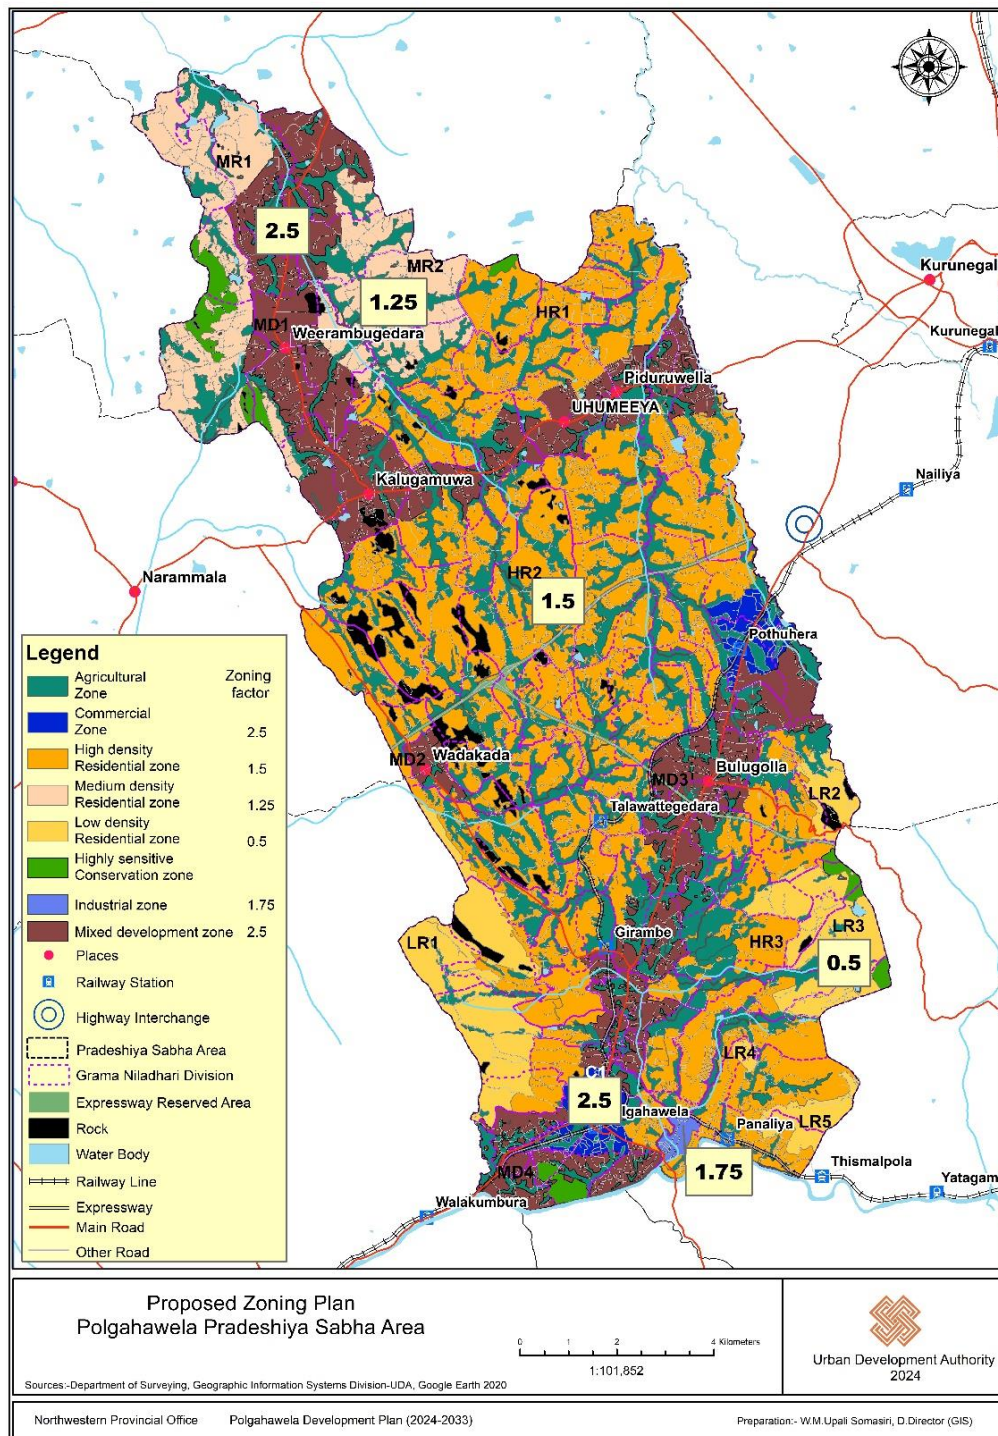 MR1
2.5
MR2
1.25
HR1
MD1
Weerambugedara
Kurunegal
Kurunegal
Piduruwella
UHUMEEYA
Kalugamuwa
Nailiya
Narammala
HR2
1.5
Pothuhera
MD2
Wadakada
MD3
Bulugolla
LR2
Talawattegedara
LR1
Girambe
HR3
LR3
0.5
LR4
C1
2.5
lgahawela
Panaliya
LR5
1.75
Thismalpola
Yatagam
MD4
Walakumbura
Legend
Agricultural Zone
Zoning factor
Commercial Zone 2.5
High density Residential zone 1.5
Medium density Residential zone 1.25
Low density Residential zone 0.5
Highly sensitive Conservation zone
Industrial zone 1.75
Mixed development zone 2.5
Places
Railway Station
Highway Interchange
Pradeshiya Sabha Area
Grama Niladhari Division
Expressway Reserved Area
Rock
Water Body
Railway Line
Expressway
Main Road
Other Road
Proposed Zoning Plan
Polgahawela Pradeshiya Sabha Area
0 1 2 4 Kilometers
1:101,852
Sources:-Department of Surveying, Geographic Information Systems Division-UDA, Google Earth 2020
Urban Development Authority
2024
Northwestern Provincial Office Polgahawela Development Plan (2024-2033)
Preparation:- W.M.Upali Somasiri, D.Director (GIS)